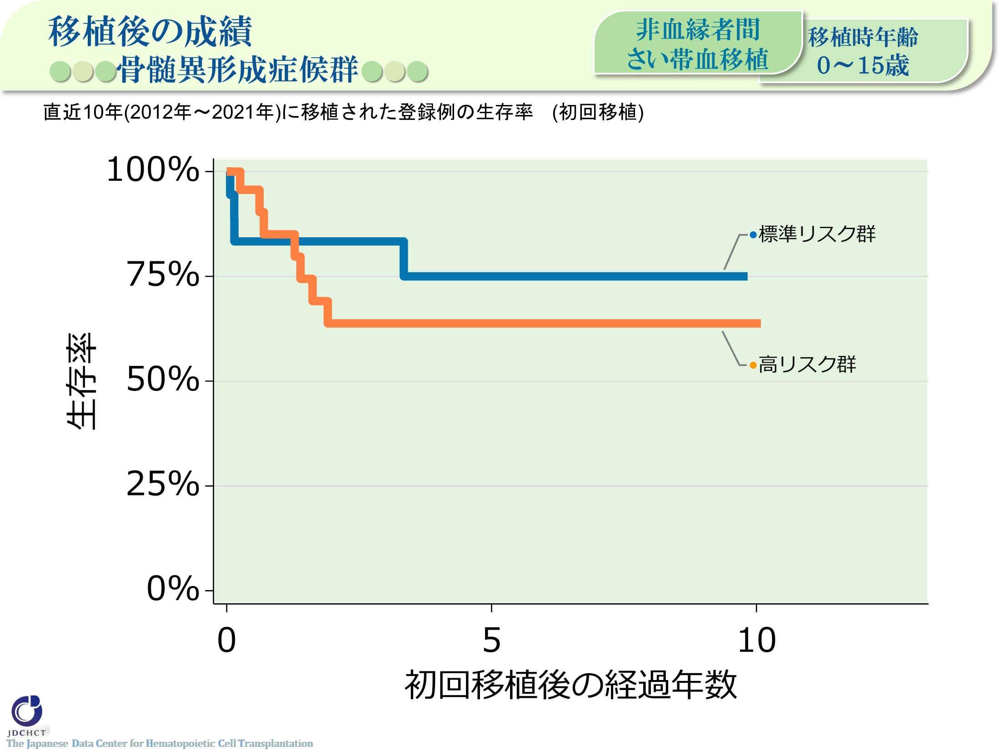 移植後の成績
骨髄異形成症候群
非血縁者間
さい帯血移植
移植時年齢
0～15歳
直近10年(2012年～2021年)に移植された登録例の生存率　(初回移植)
100%
75%
50%
25%
0%
生存率
標準リスク群
高リスク群
0
5
10
初回移植後の経過年数
JDCHCT
The Japanese Data Center for Hematopoietic Cell Transplantation